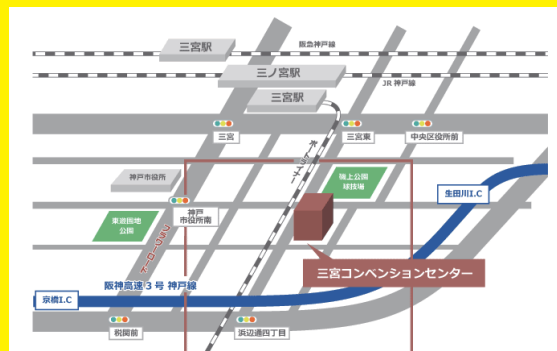 三宮駅
阪急神戸線
三ノ宮駅
JR 神戸線
三宮駅
三宮
三宮東
中央区役所前
ポートライナー
磯上公園
球技場
神戸市役所
生田川I.C
東遊園地
公園
神戸
市役所南
フラワーロード
三宮コンベンションセンター
阪神高速3号 神戸線
京橋I.C
税関前
浜辺通四丁目